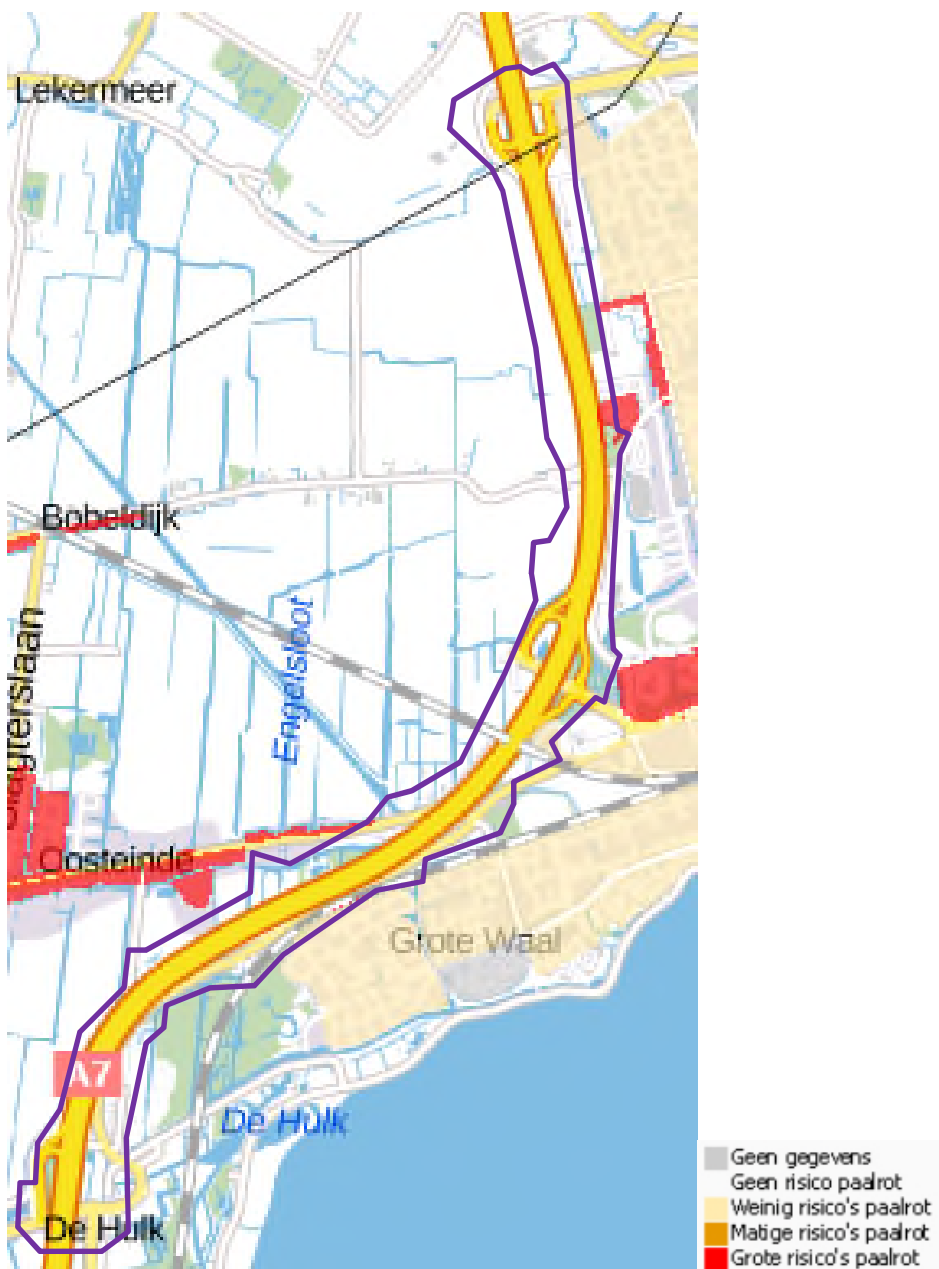 Lekermeer
Bobeldijk
Engelsloot
Oosteinde
Grote Waal
A7
De Hulk
De Hulk
Geen gegevens
Geen risico paalrot
Weinig risico's paalrot
Matige risico's paalrot
Grote risico's paalrot